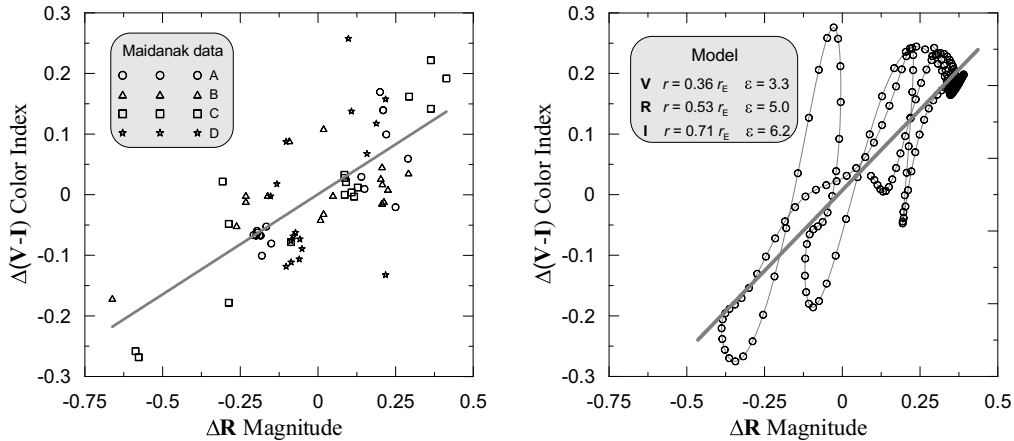 0.3
0.2
0.1
0
-0.1
-0.2
-0.3
Δ(V-I) Color Index
Maidanak data
A
B
C
D
-0.75 -0.5 -0.25 0 0.25 0.50
ΔR Magnitude
0.3
0.2
0.1
0
-0.1
-0.2
-0.3
Δ(V-I) Color Index
Model
V r = 0.36 rE ε = 3.3
R r = 0.53 rE ε = 5.0
I r = 0.71 rE ε = 6.2
-0.75 -0.5 -0.25 0 0.25 0.5
ΔR Magnitude